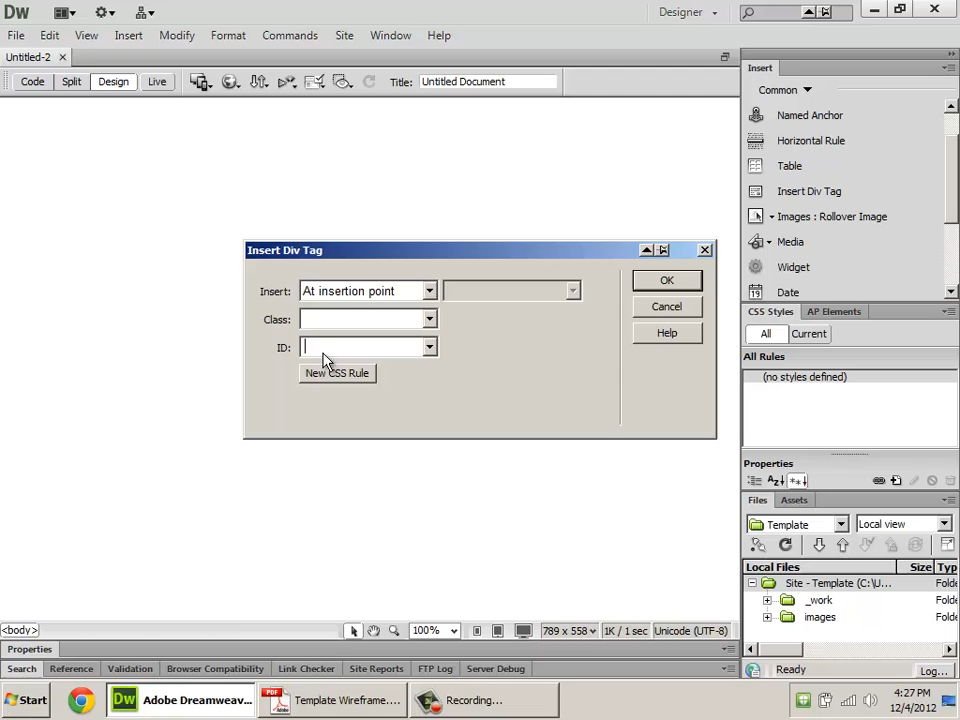 Dw
Designer
File Edit View Insert Modify Format Commands Site Window Help
Untitled-2
Code Split Design Live Title: Untitled Document
Insert
Common
Named Anchor
Horizontal Rule
Table
Insert Div Tag
Images : Rollover Image
Media
Widget
Date
Insert Div Tag
Insert: At insertion point
Class:
ID:
New CSS Rule
OK
Cancel
Help
CSS Styles AP Elements
All Current
All Rules
(no styles defined)
Properties
Files Assets
Template Local view
Local Files Size Typ
Site - Template (C:\U... Folde
_work Folde
images Folde
Ready Log...
<body> 100% 789 x 558 1K / 1 sec Unicode (UTF-8)
Properties
Search Reference Validation Browser Compatibility Link Checker Site Reports FTP Log Server Debug
Start Dw Adobe Dreamweav... Template Wireframe.... Recording... 4:27 PM
12/4/2012